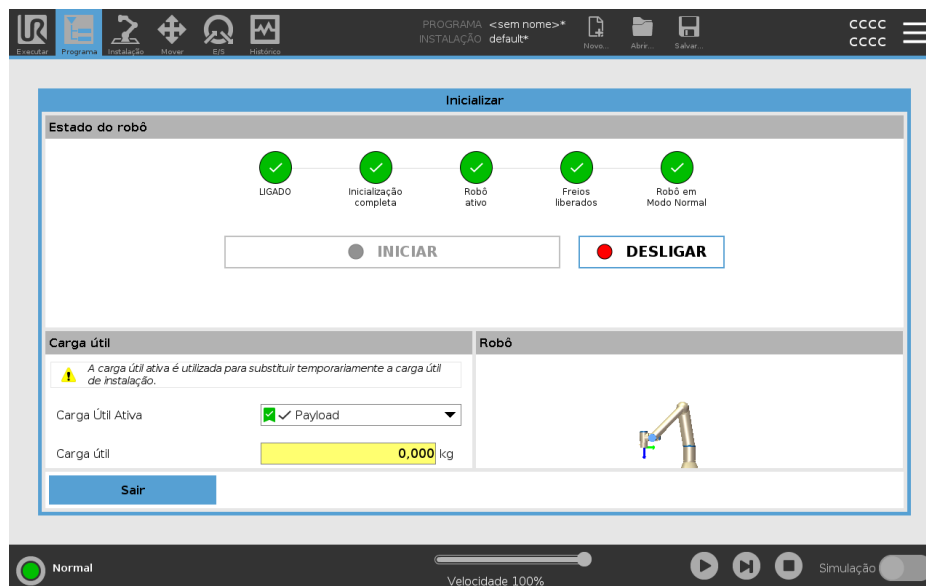 UR
Executar
Programa
Instalação
Mover
E/S
Histórico
PROGRAMA <sem nome>*
INSTALAÇÃO default*
Novo...
Abrir...
Salvar...
CCCC
CCCC
Inicializar
Estado do robô
LIGADO
Inicialização
completa
Robô
ativo
Freios
liberados
Robô em
Modo Normal
INICIAR
DESLIGAR
Carga útil
Robô
A carga útil ativa é utilizada para substituir temporariamente a carga útil
de instalação.
Carga Útil Ativa
Payload
Carga útil
0,000 kg
Sair
Normal
Velocidade 100%
Simulação